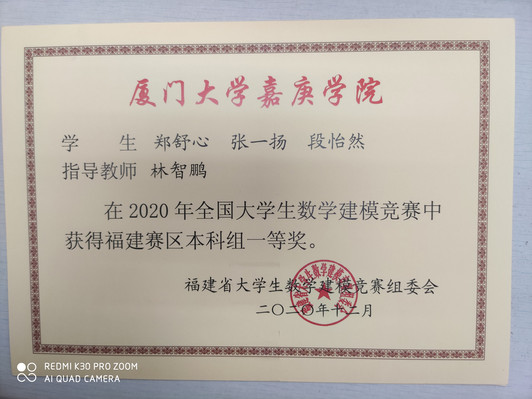 厦门大学嘉庚学院
学 生 郑舒心 张一扬 段怡然
指导教师 林智鹏
在2020年全国大学生数学建模竞赛中
获得福建赛区本科组一等奖。
福建省大学生数学建模竞赛组委会
二〇二〇年十二月
REDMI K30 PRO ZOOM
AI QUAD CAMERA